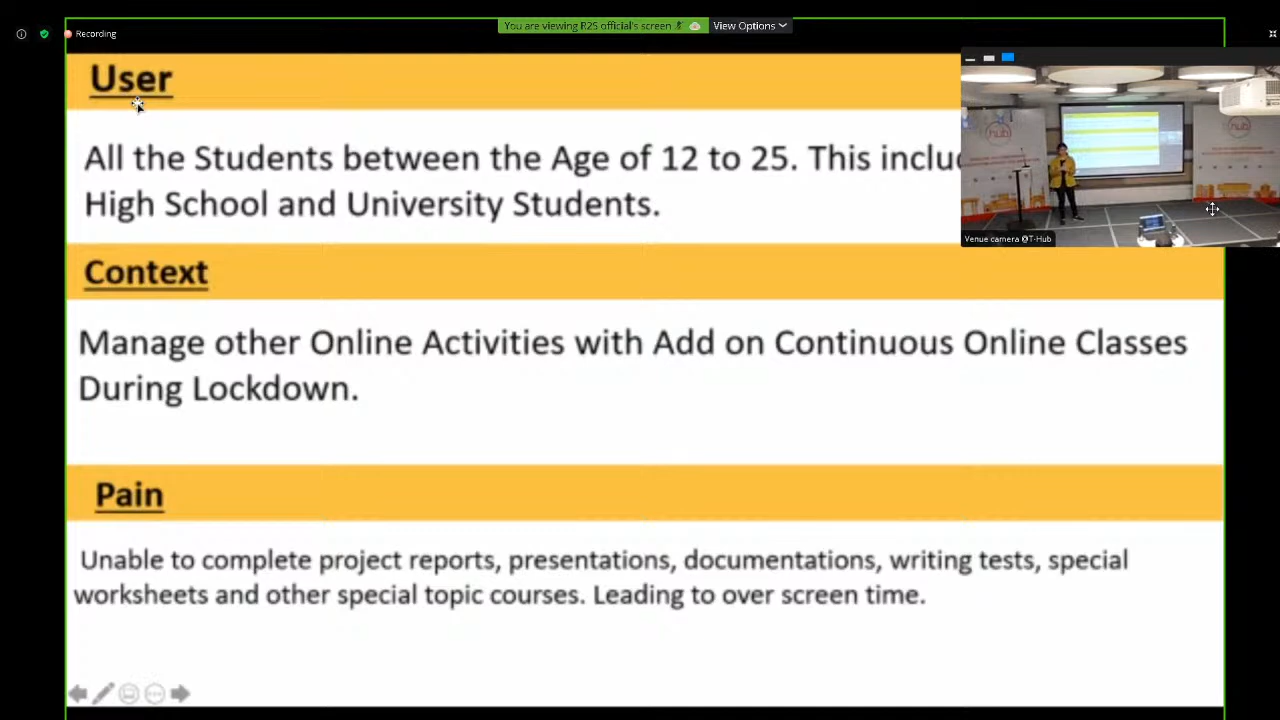 You are viewing R2S official's screen
View Options
Recording
User
All the Students between the Age of 12 to 25. This inclu
High School and University Students.
hub
hub
Venue camera @T-Hub
Context
Manage other Online Activities with Add on Continuous Online Classes
During Lockdown.
Pain
Unable to complete project reports, presentations, documentations, writing tests, special
worksheets and other special topic courses. Leading to over screen time.